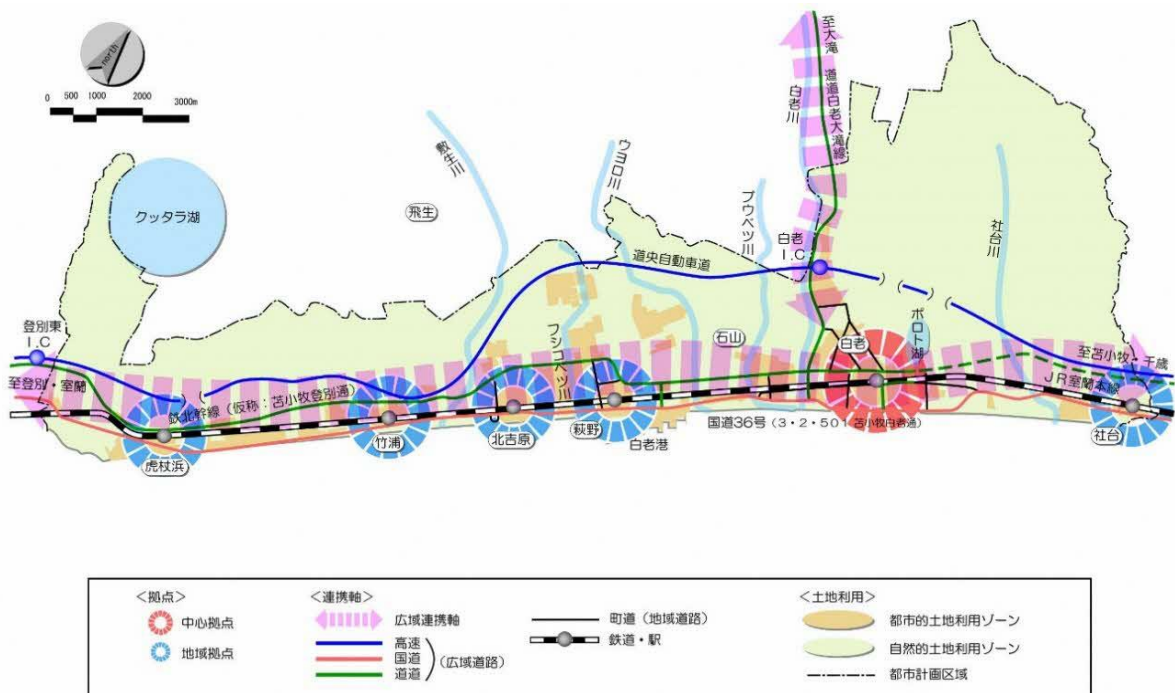 north
0 500 1000 2000 3000m
至大滝
道道白老大滝線
白老川
敷生川
ウヨロ川
ブウベツ川
社台川
クッタラ湖
飛生
白老
I.C
道央自動車道
登別東
I.C
フシコベツ川
石山
白老
ポロト湖
至苫小牧・千歳
至登別・室蘭
鉄北幹線(仮称:苫小牧登別通)
JR室蘭本線
国道36号(3・2・501 苫小牧白老通)
虎杖浜
竹浦
北吉原
萩野
白老港
社台
<拠点>
中心拠点
地域拠点
<連携軸>
広域連携軸
高速
国道
道道
(広域道路)
町道(地域道路)
鉄道・駅
<土地利用>
都市的土地利用ゾーン
自然的土地利用ゾーン
都市計画区域